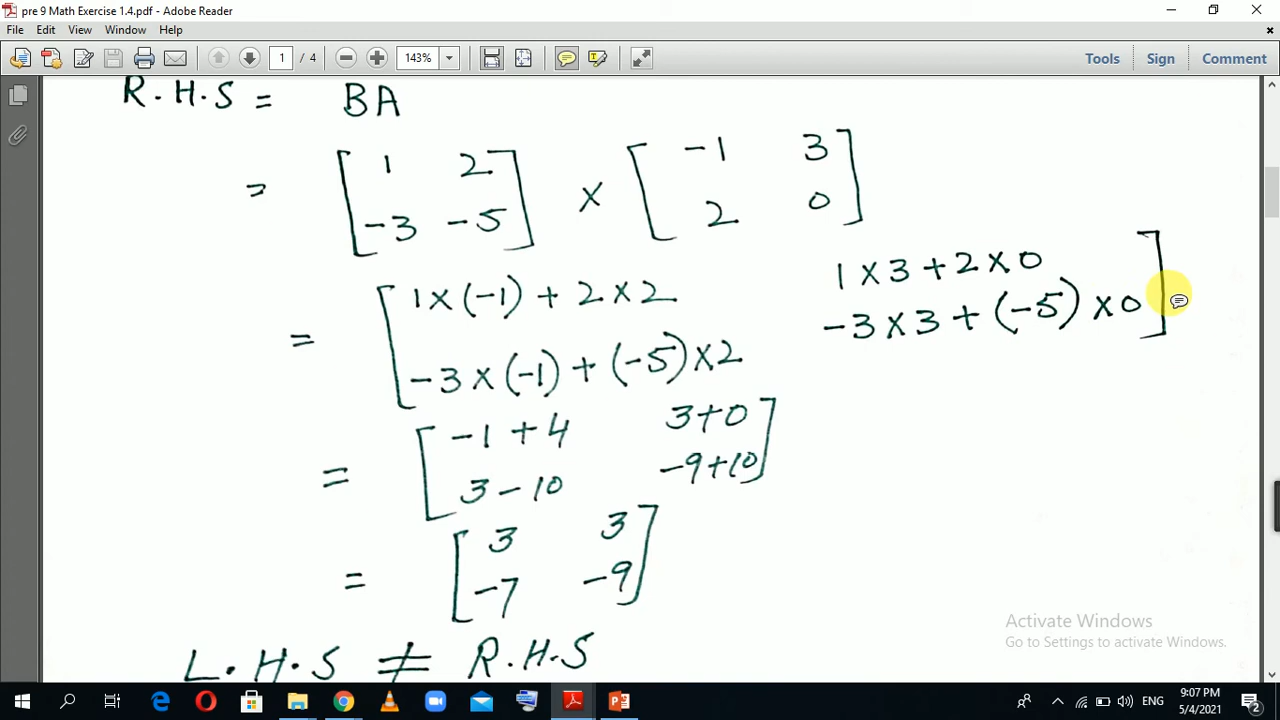 pre 9 Math Exercise 1.4.pdf - Adobe Reader
File Edit View Window Help
1 / 4 143% Tools Sign Comment
R.H.S = BA
= [ 1 2 ] × [ -1 3 ]
[ -3 -5 ] [ 2 0 ]
= [ 1×(-1) + 2×2 1×3+2×0 ]
[ -3×(-1) + (-5)×2 -3×3+(-5)×0 ]
= [ -1+4 3+0 ]
[ 3-10 -9+10 ]
= [ 3 3 ]
[ -7 -9 ]
L.H.S ≠ R.H.S
Activate Windows
Go to Settings to activate Windows.
ENG 9:07 PM
5/4/2021 2